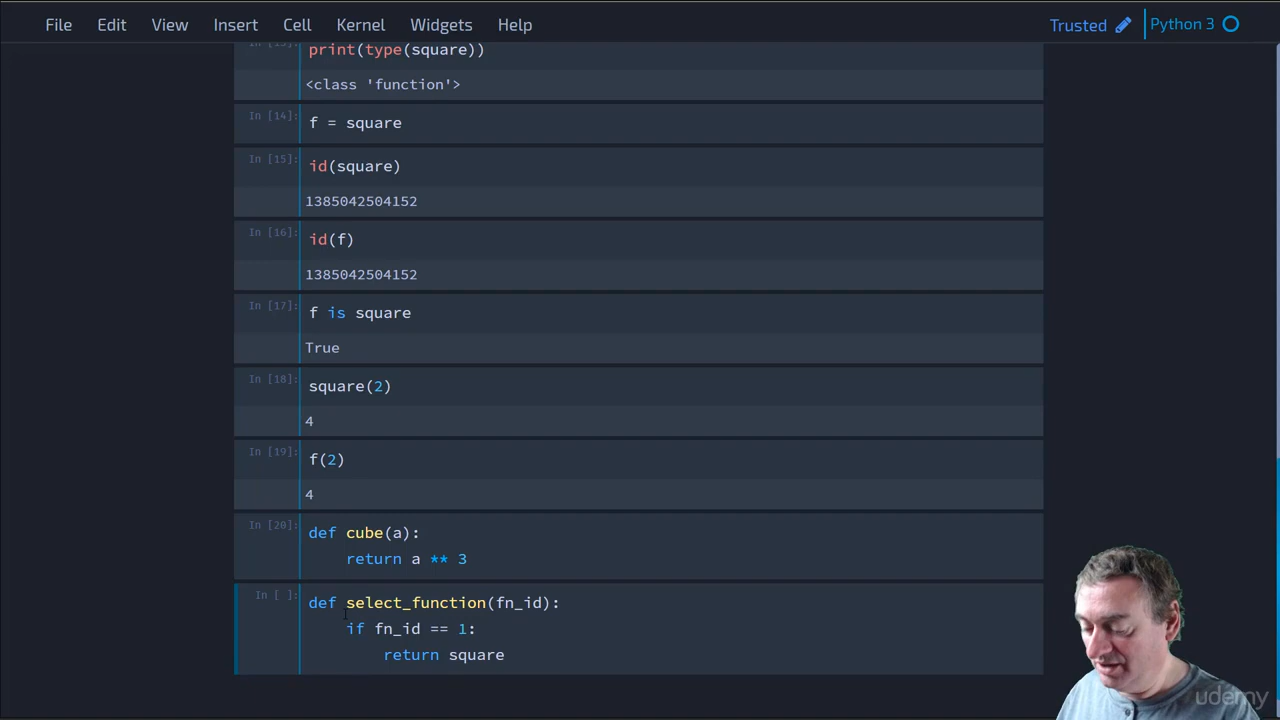 File Edit View Insert Cell Kernel Widgets Help Trusted Python 3
In [13]: print(type(square))
<class 'function'>
In [14]: f = square
In [15]: id(square)
1385042504152
In [16]: id(f)
1385042504152
In [17]: f is square
True
In [18]: square(2)
4
In [19]: f(2)
4
In [20]: def cube(a):
return a ** 3
In [ ]: def select_function(fn_id):
if fn_id == 1:
return square
udemy